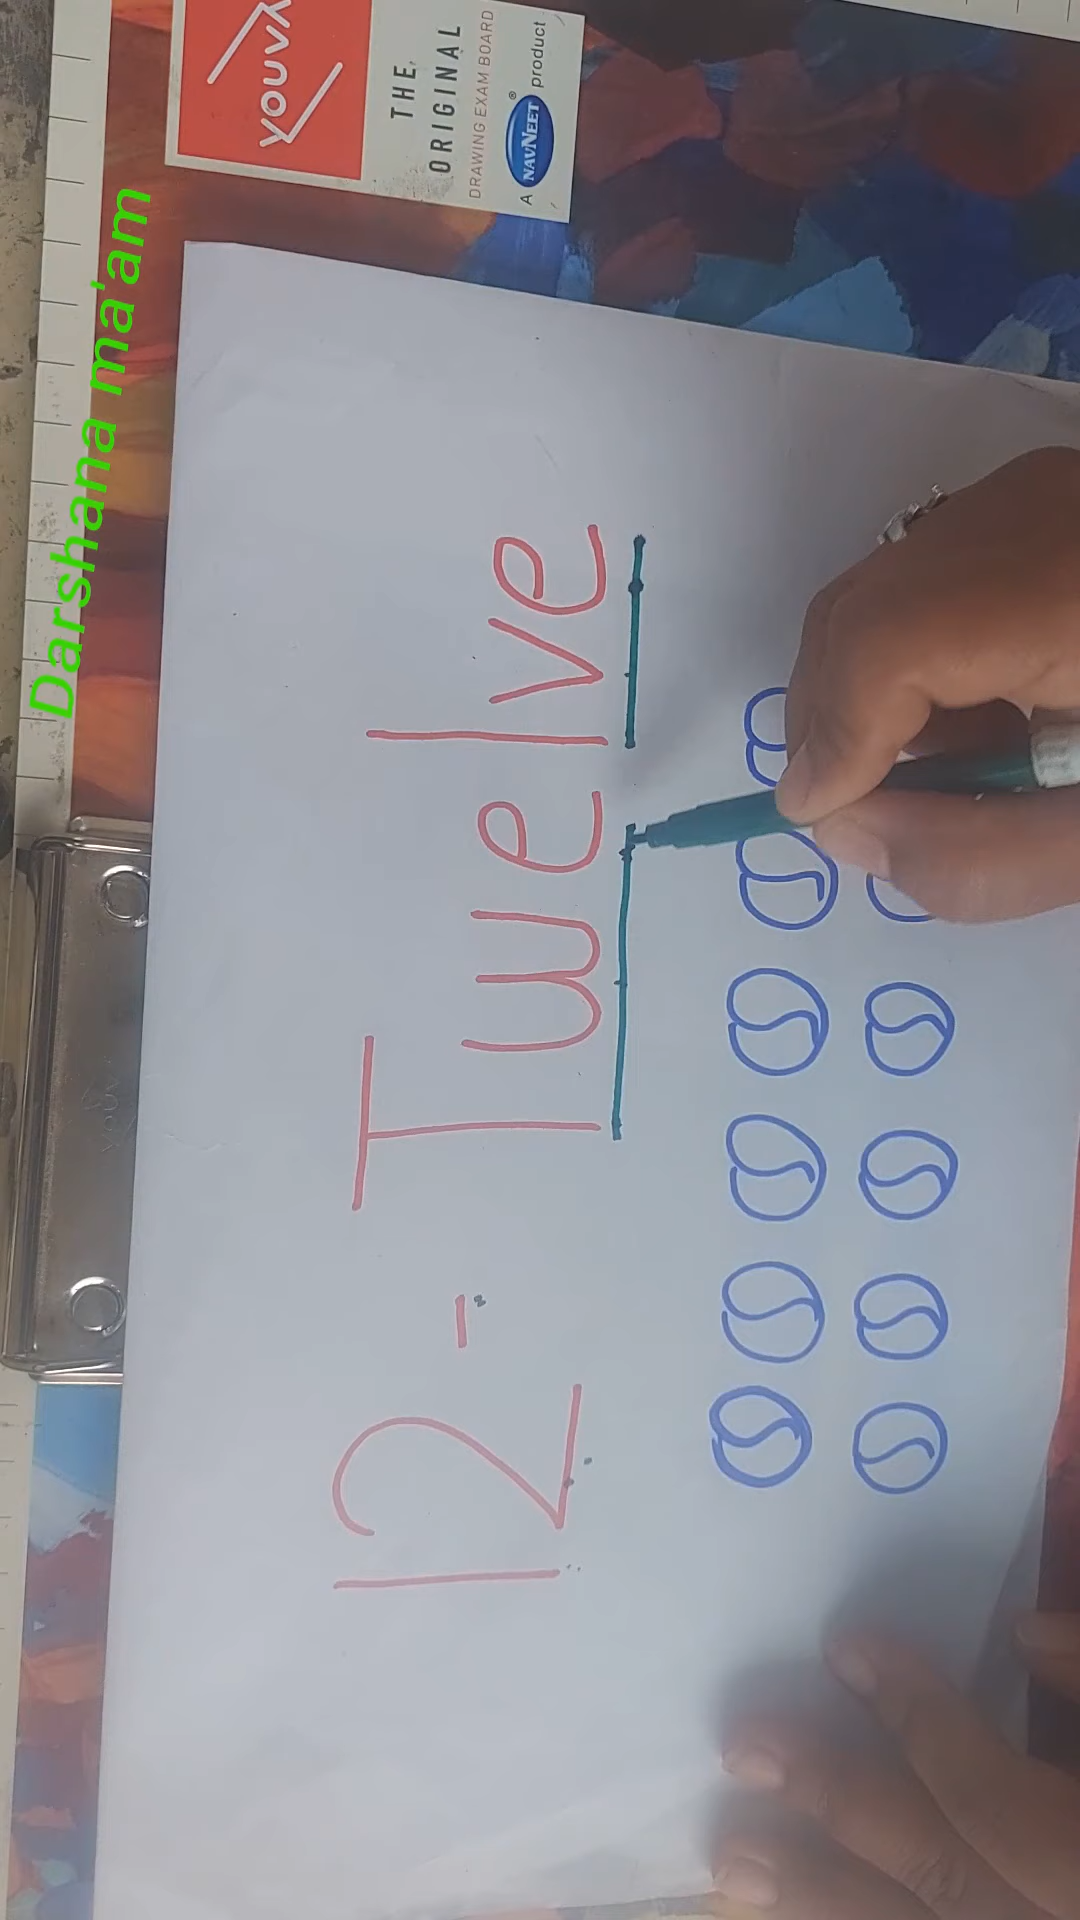 YOUVA
THE
ORIGINAL
DRAWING EXAM BOARD
A NAVNEET® product
Darshana ma'am
12 - Twelve